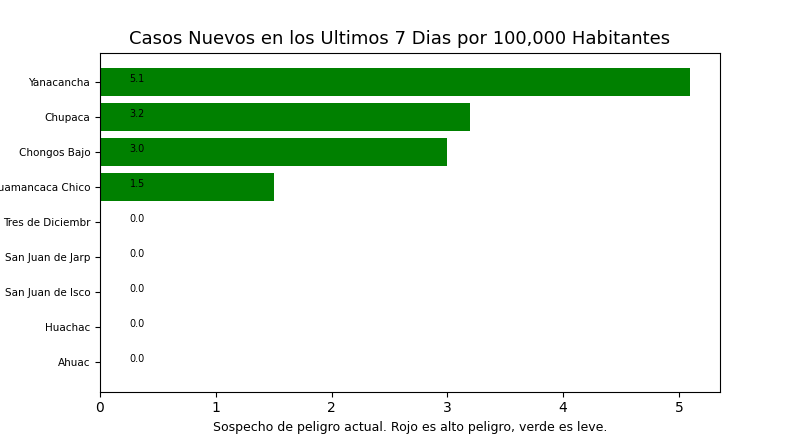 Casos Nuevos en los Ultimos 7 Dias por 100,000 Habitantes
Yanacancha 5.1
Chupaca 3.2
Chongos Bajo 3.0
uamancaca Chico 1.5
Tres de Diciembr 0.0
San Juan de Jarp 0.0
San Juan de Isco 0.0
Huachac 0.0
Ahuac 0.0
0 1 2 3 4 5
Sospecho de peligro actual. Rojo es alto peligro, verde es leve.